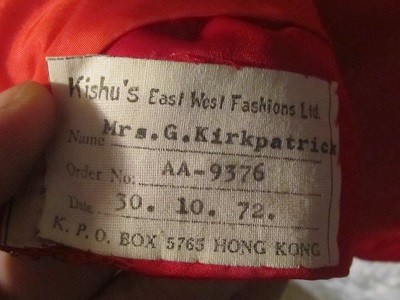 Kishu's East West Fashions Ltd.
Name Mrs.G.Kirkpatrick
Order No: AA-9376
Date 30. 10. 72.
K. P. O. BOX 5765 HONG KONG